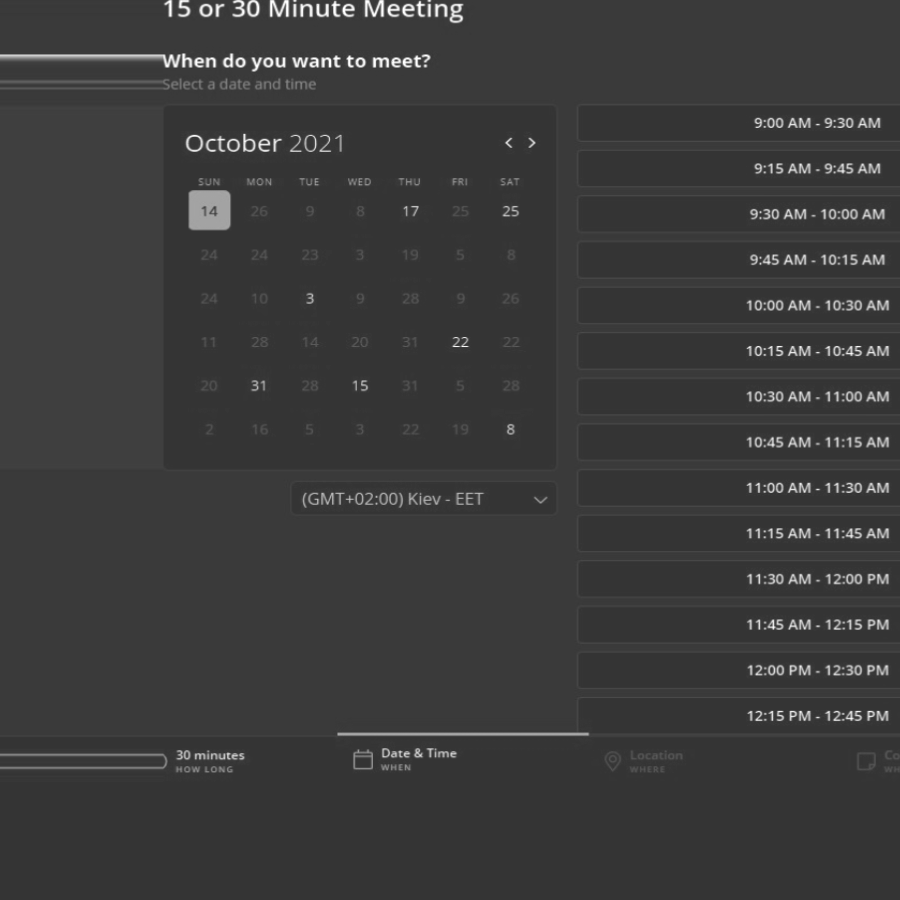 15 or 30 Minute Meeting
When do you want to meet?
Select a date and time
October 2021 < >
SUN MON TUE WED THU FRI SAT
14 26 9 8 17 25 25
24 24 23 3 19 5 8
24 10 3 9 28 9 26
11 28 14 20 31 22 22
20 31 28 15 31 5 28
2 16 5 3 22 19 8
(GMT+02:00) Kiev - EET
9:00 AM - 9:30 AM
9:15 AM - 9:45 AM
9:30 AM - 10:00 AM
9:45 AM - 10:15 AM
10:00 AM - 10:30 AM
10:15 AM - 10:45 AM
10:30 AM - 11:00 AM
10:45 AM - 11:15 AM
11:00 AM - 11:30 AM
11:15 AM - 11:45 AM
11:30 AM - 12:00 PM
11:45 AM - 12:15 PM
12:00 PM - 12:30 PM
12:15 PM - 12:45 PM
30 minutes
HOW LONG
Date & Time
WHEN
Location
WHERE
Co
WH